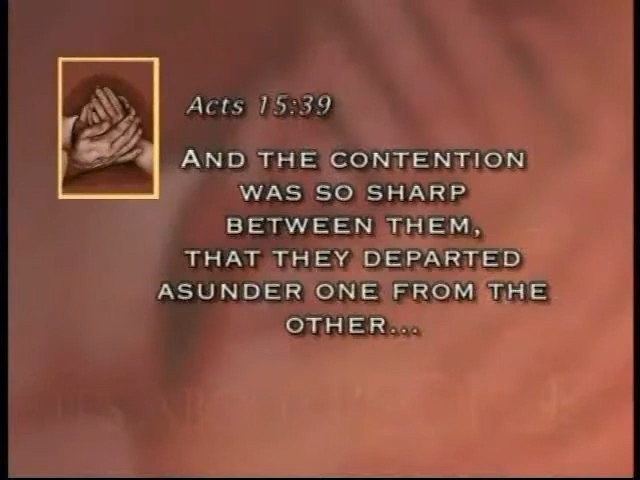 Acts 15:39
AND THE CONTENTION
WAS SO SHARP
BETWEEN THEM,
THAT THEY DEPARTED
ASUNDER ONE FROM THE
OTHER...